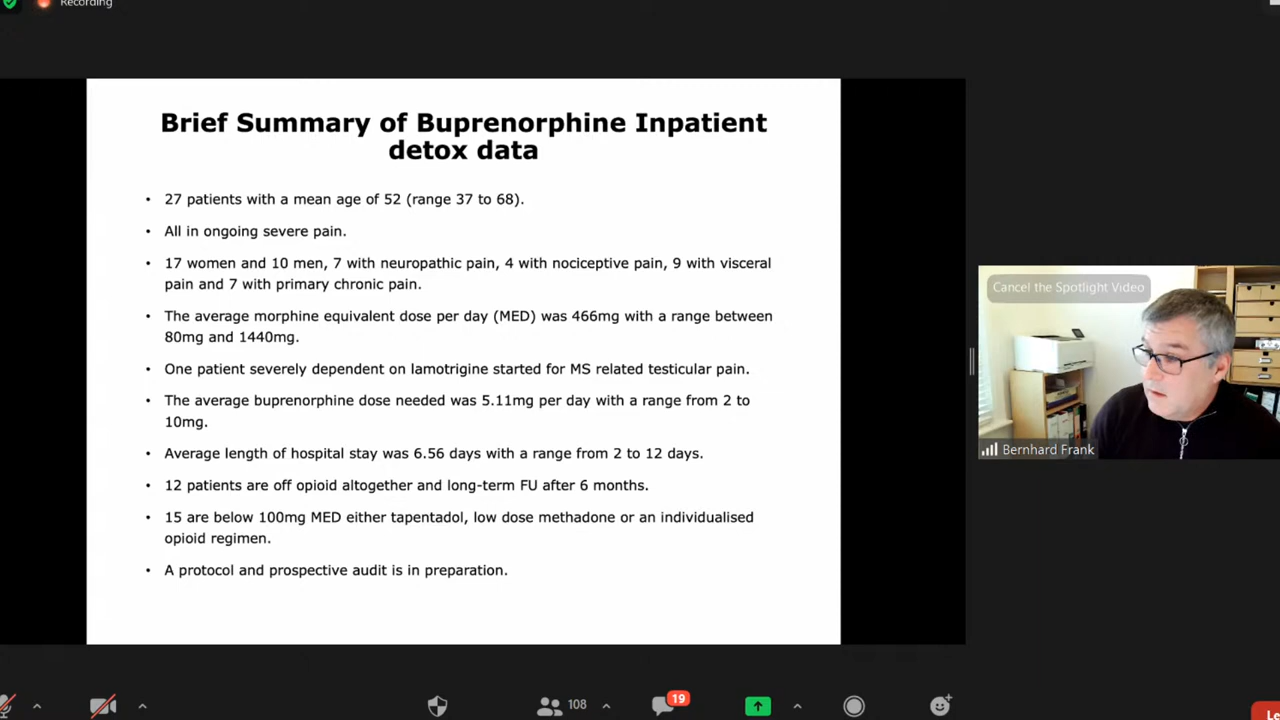 Recording
Brief Summary of Buprenorphine Inpatient
detox data
• 27 patients with a mean age of 52 (range 37 to 68).
• All in ongoing severe pain.
• 17 women and 10 men, 7 with neuropathic pain, 4 with nociceptive pain, 9 with visceral
pain and 7 with primary chronic pain.
• The average morphine equivalent dose per day (MED) was 466mg with a range between
80mg and 1440mg.
• One patient severely dependent on lamotrigine started for MS related testicular pain.
• The average buprenorphine dose needed was 5.11mg per day with a range from 2 to
10mg.
• Average length of hospital stay was 6.56 days with a range from 2 to 12 days.
• 12 patients are off opioid altogether and long-term FU after 6 months.
• 15 are below 100mg MED either tapentadol, low dose methadone or an individualised
opioid regimen.
• A protocol and prospective audit is in preparation.
Cancel the Spotlight Video
Bernhard Frank
108
19
Le